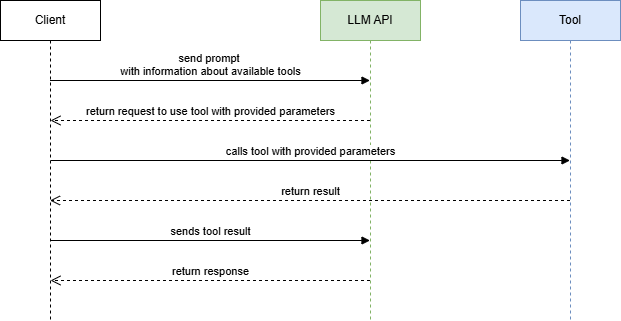 Client
LLM API
Tool
send prompt
with information about available tools
return request to use tool with provided parameters
calls tool with provided parameters
return result
sends tool result
return response